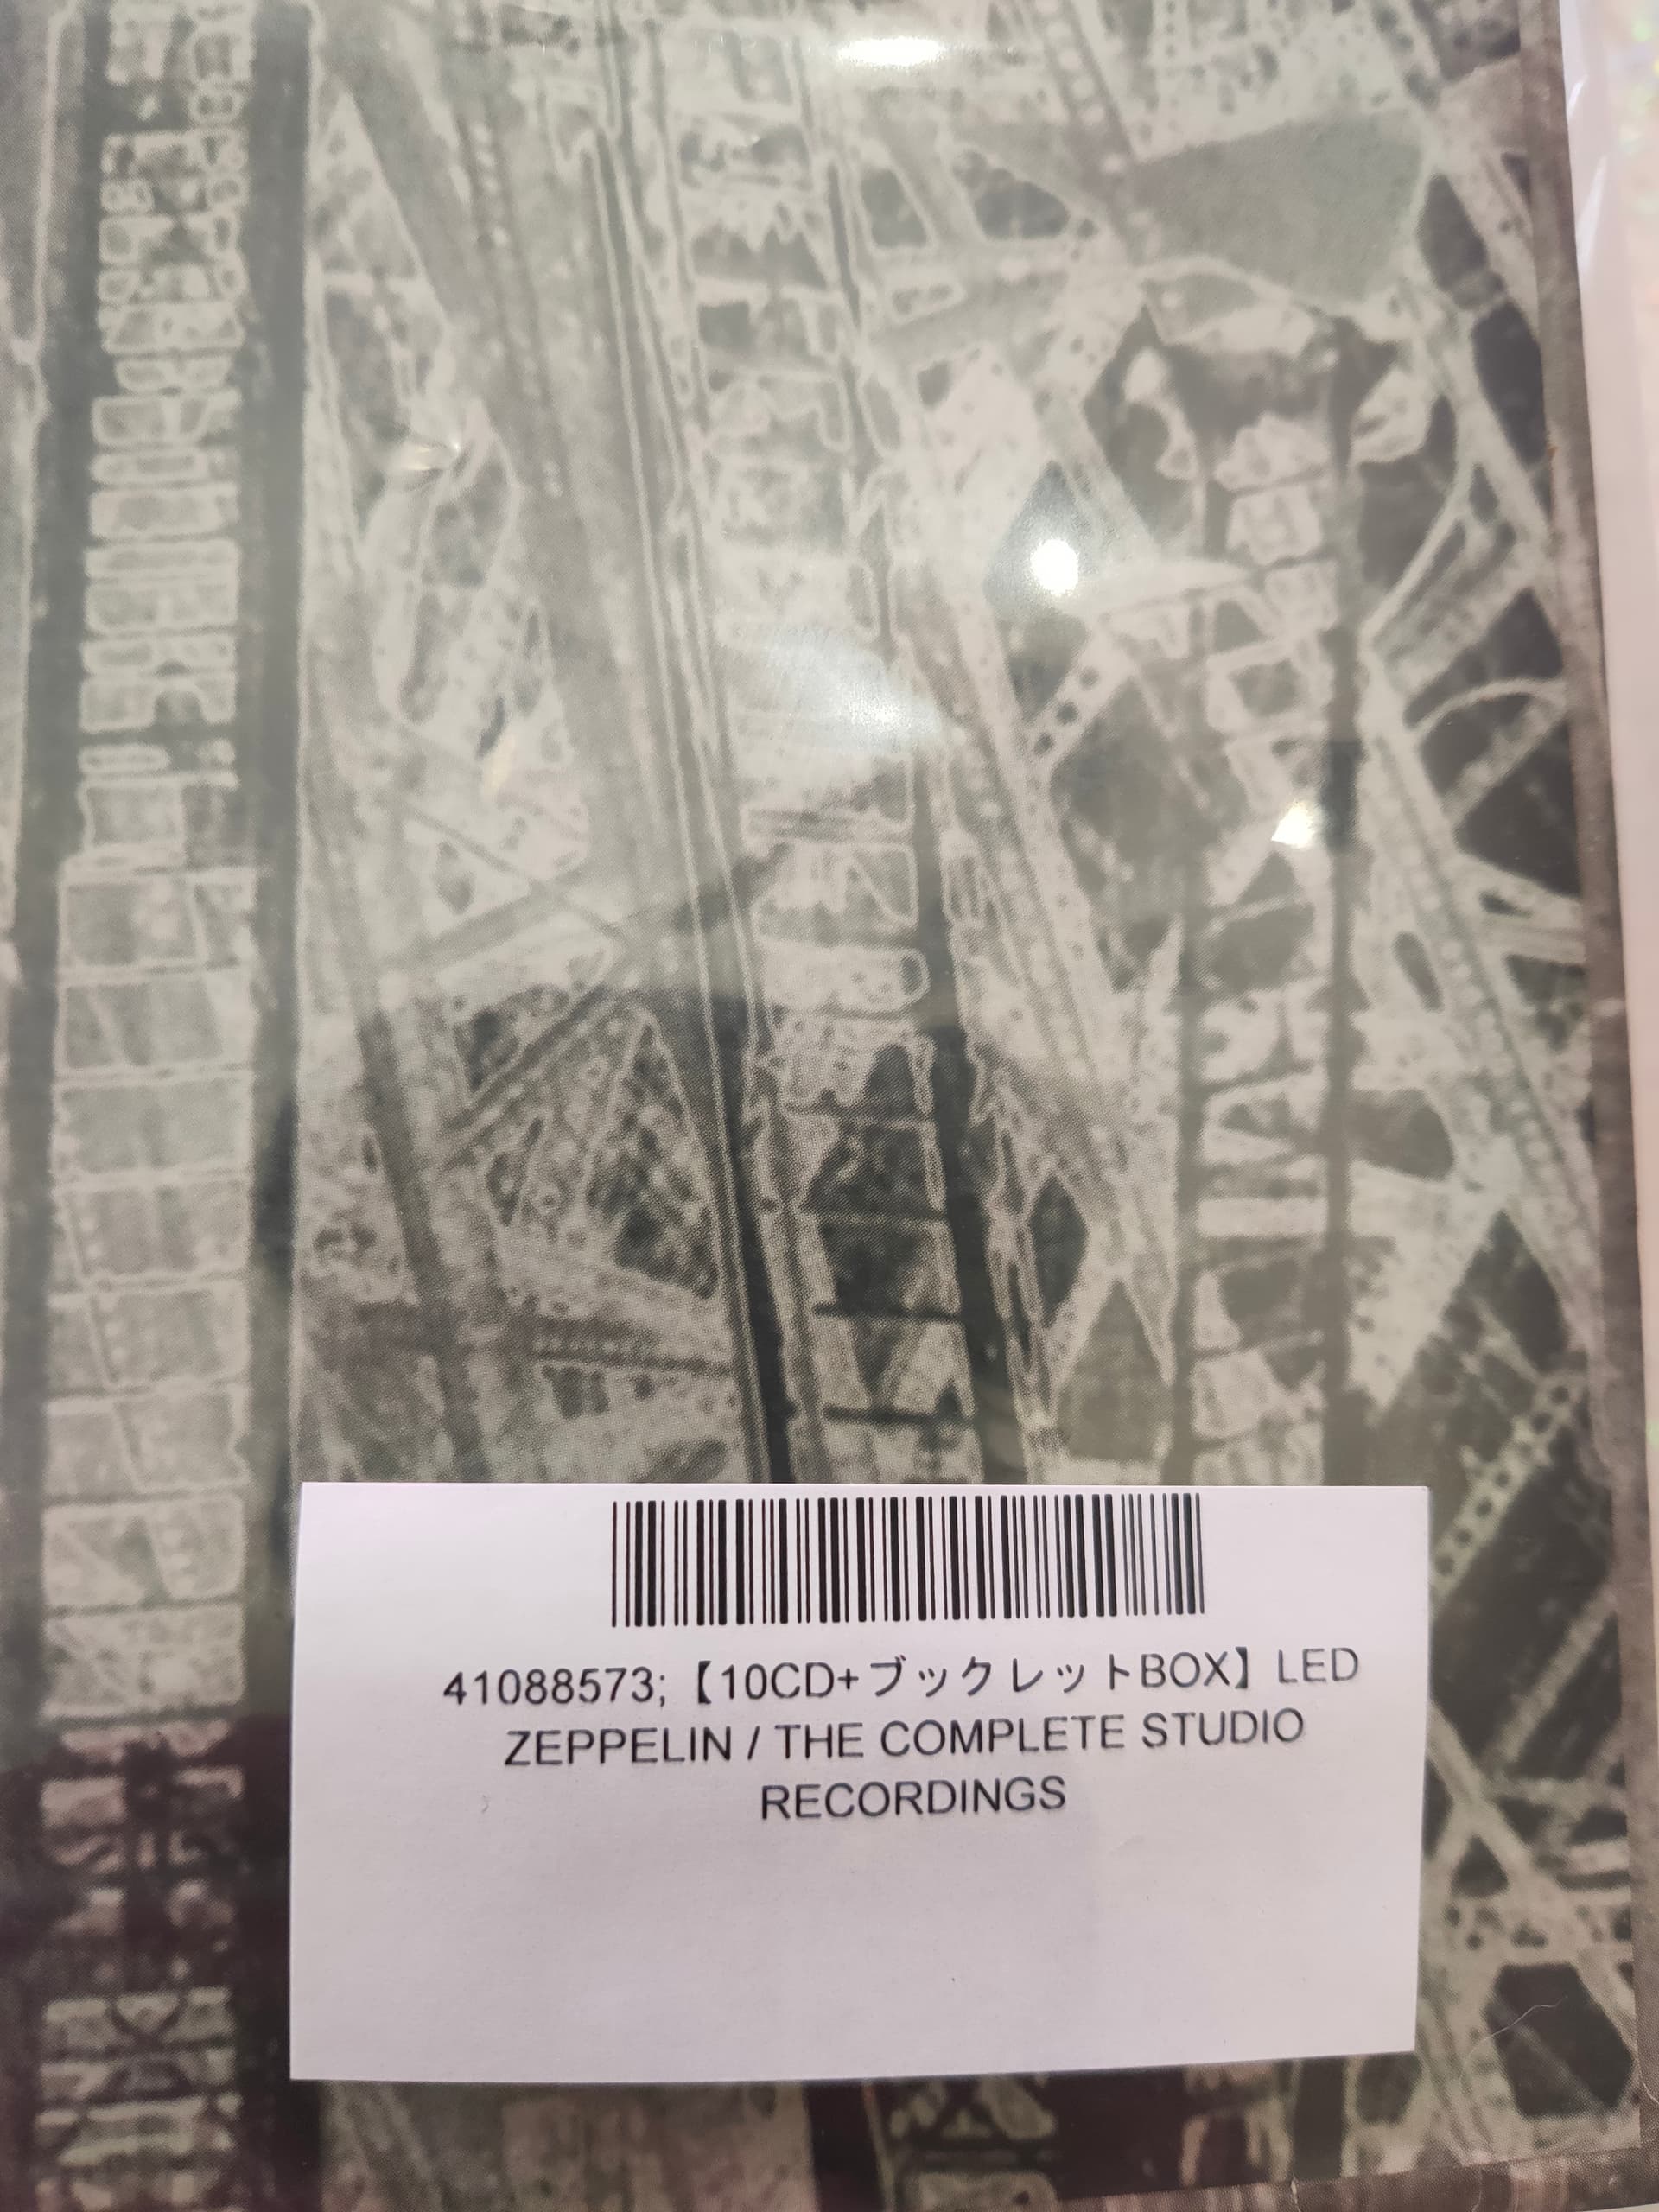 41088573;【10CD+ブックレットBOX】LED
ZEPPELIN / THE COMPLETE STUDIO
RECORDINGS